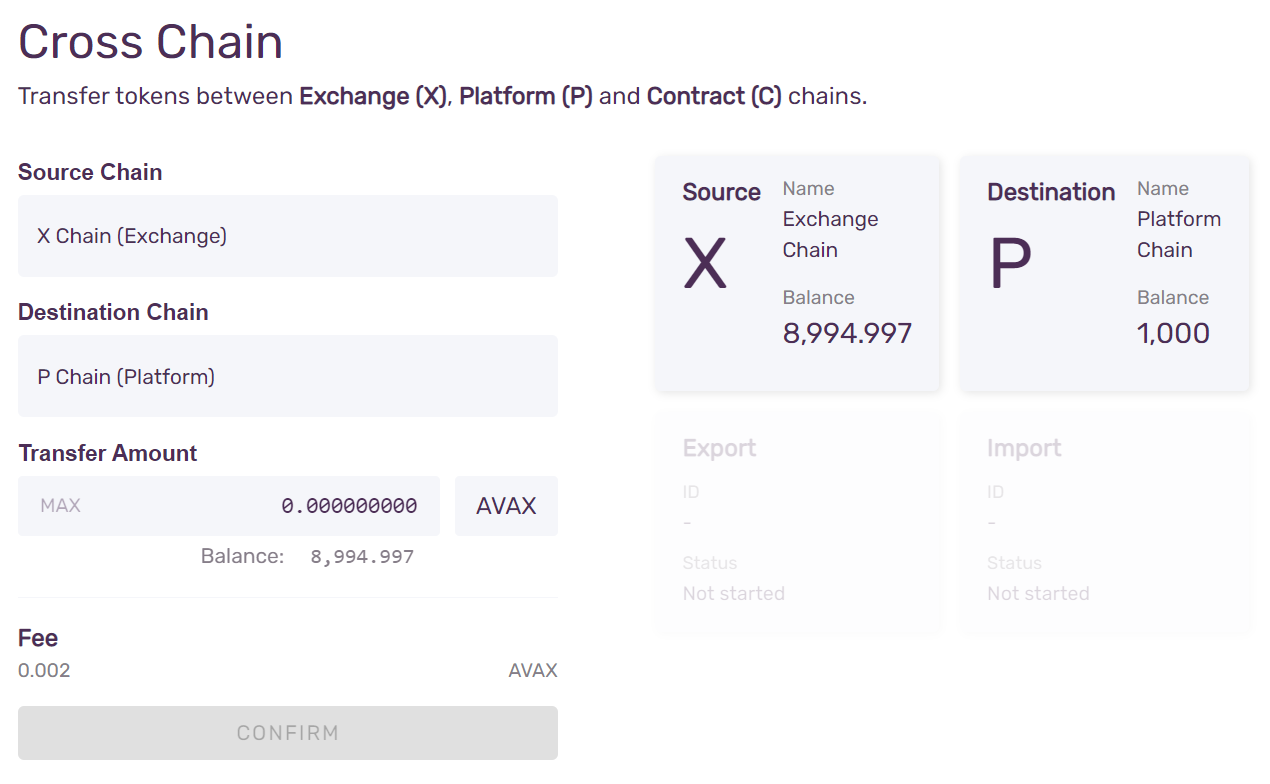 Cross Chain
Transfer tokens between Exchange (X), Platform (P) and Contract (C) chains.
Source Chain
X Chain (Exchange)
Destination Chain
P Chain (Platform)
Transfer Amount
MAX 0.000000000 AVAX
Balance: 8,994.997
Fee
0.002 AVAX
CONFIRM
Source
X
Name
Exchange
Chain
Balance
8,994.997
Destination
P
Name
Platform
Chain
Balance
1,000
Export
ID
-
Status
Not started
Import
ID
-
Status
Not started